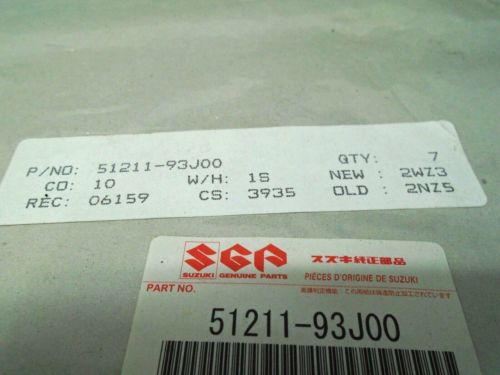 P/NO: 51211-93J00 QTY: 7
CO: 10 W/H: 1S NEW : 2WZ3
REC: 06159 CS: 3935 OLD : 2NZ5
SGP スズキ純正部品
SUZUKI GENUINE PARTS PIÈCES D'ORIGINE DE SUZUKI
PART NO.
51211-93J00